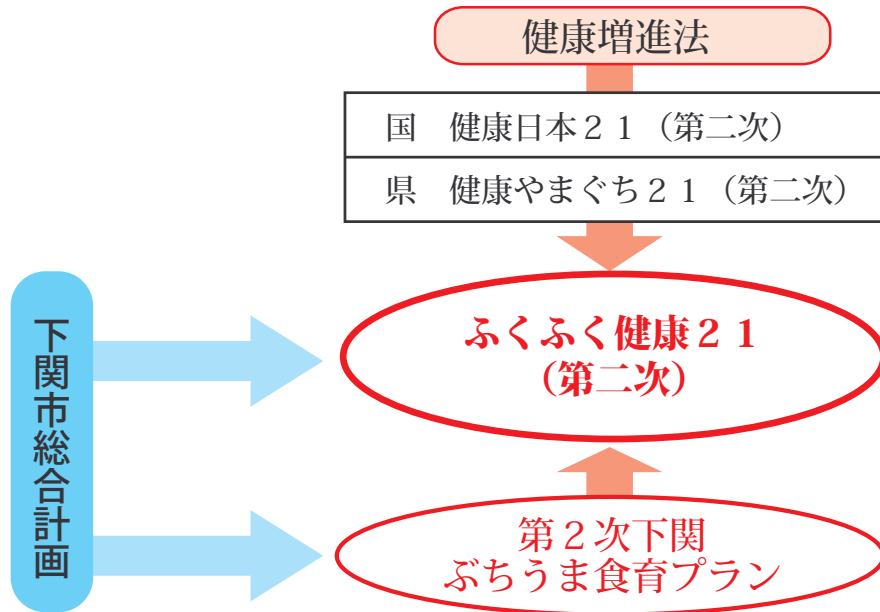 健康増進法
国　健康日本２１（第二次）
県　健康やまぐち２１（第二次）
下関市総合計画
ふくふく健康２１
（第二次）
第２次下関
ぶちうま食育プラン